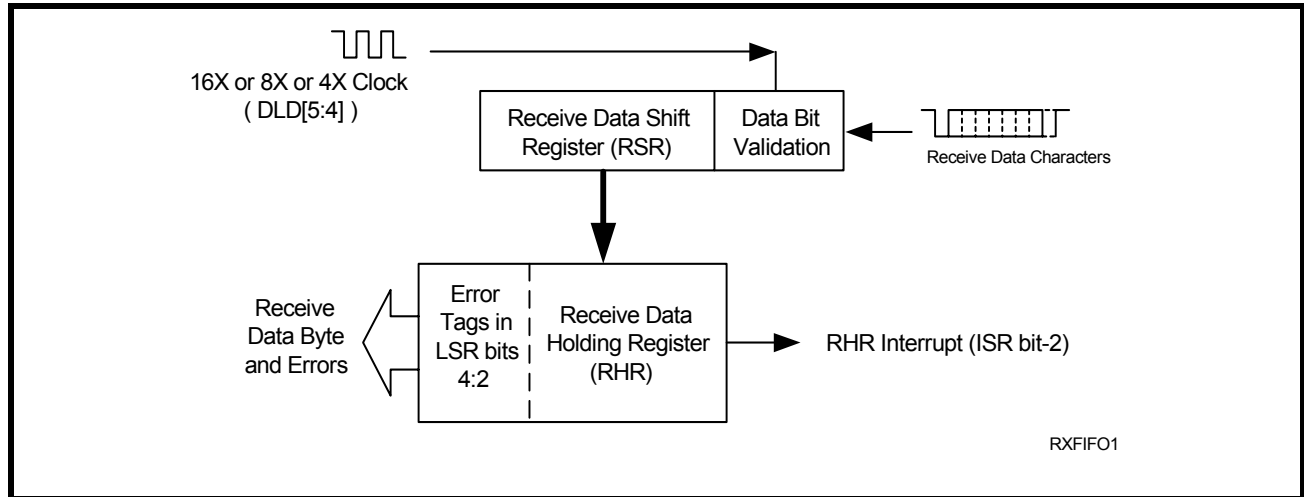 16X or 8X or 4X Clock
( DLD[5:4] )
Receive Data Shift
Register (RSR)
Data Bit
Validation
Receive Data Characters
Receive
Data Byte
and Errors
Error
Tags in
LSR bits
4:2
Receive Data
Holding Register
(RHR)
RHR Interrupt (ISR bit-2)
RXFIFO1